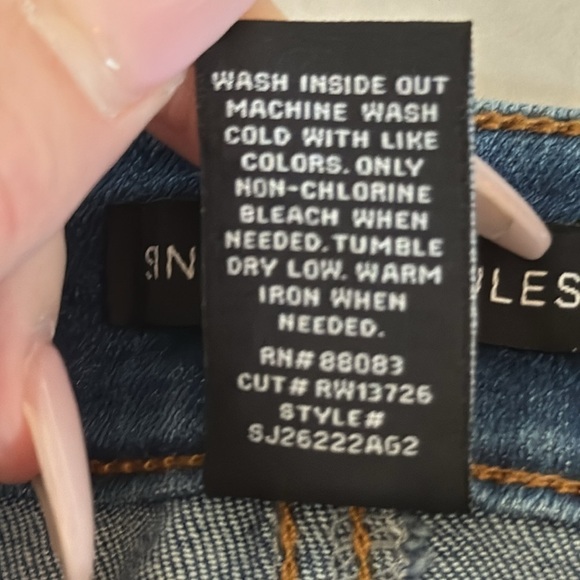 WASH INSIDE OUT
MACHINE WASH
COLD WITH LIKE
COLORS. ONLY
NON-CHLORINE
BLEACH WHEN
NEEDED. TUMBLE
DRY LOW. WARM
IRON WHEN
NEEDED.
RN# 88083
CUT# RW13726
STYLE#
SJ26222AG2